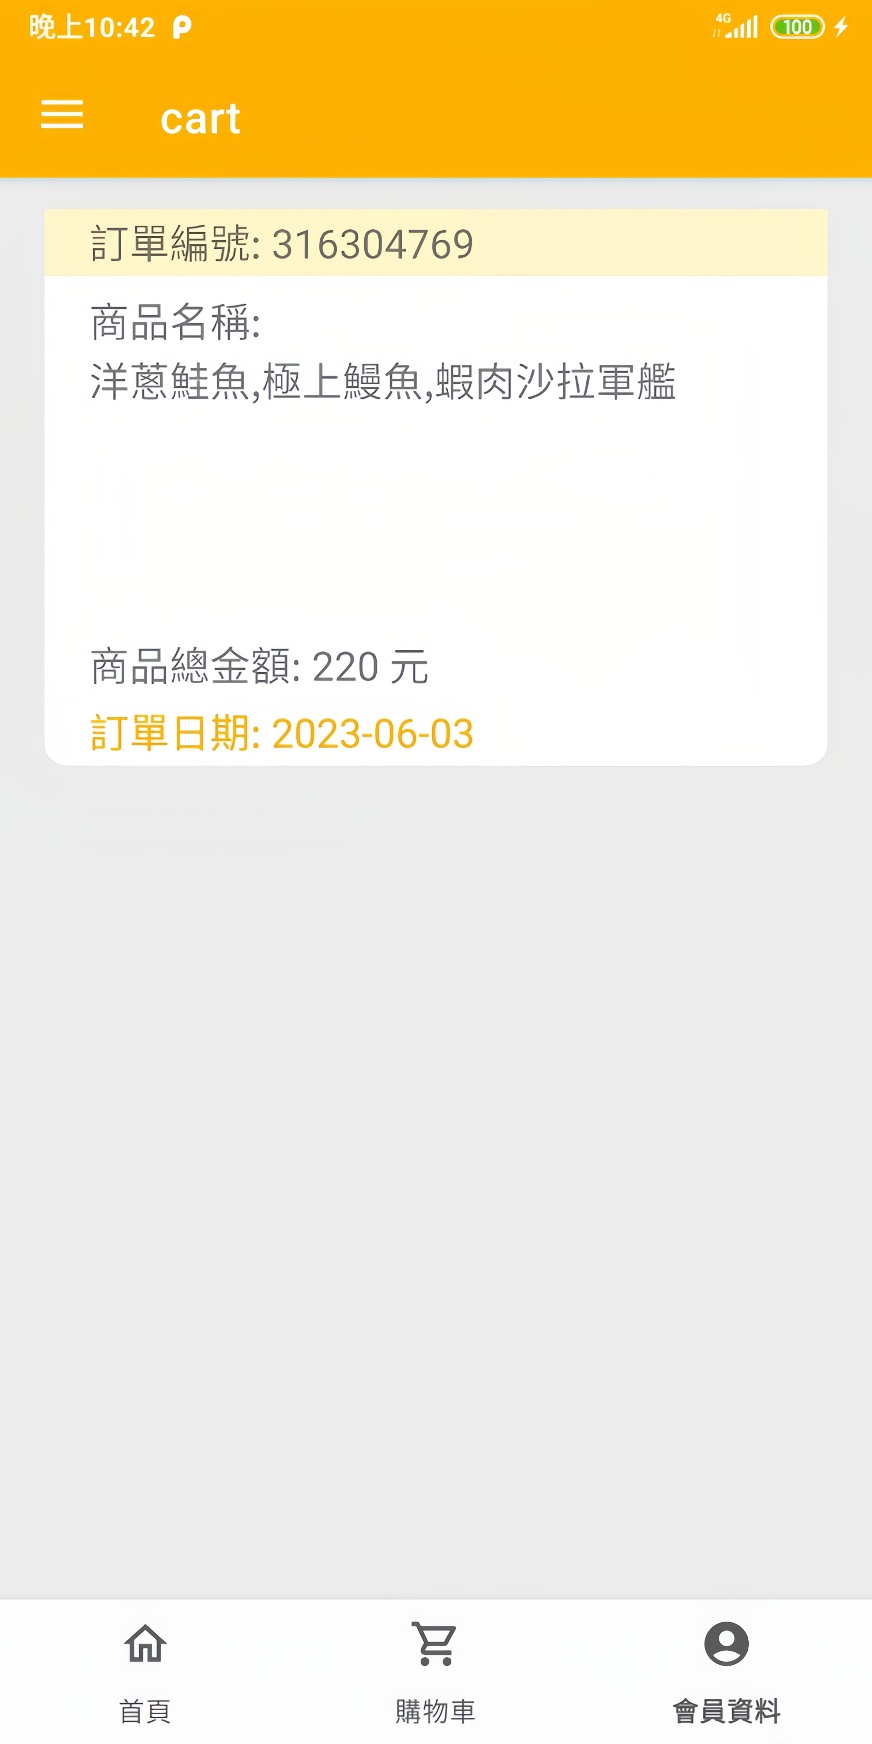 晚上10:42
4G 100
cart
訂單編號: 316304769
商品名稱:
洋蔥鮭魚,極上鰻魚,蝦肉沙拉軍艦
商品總金額: 220 元
訂單日期: 2023-06-03
首頁 購物車 會員資料